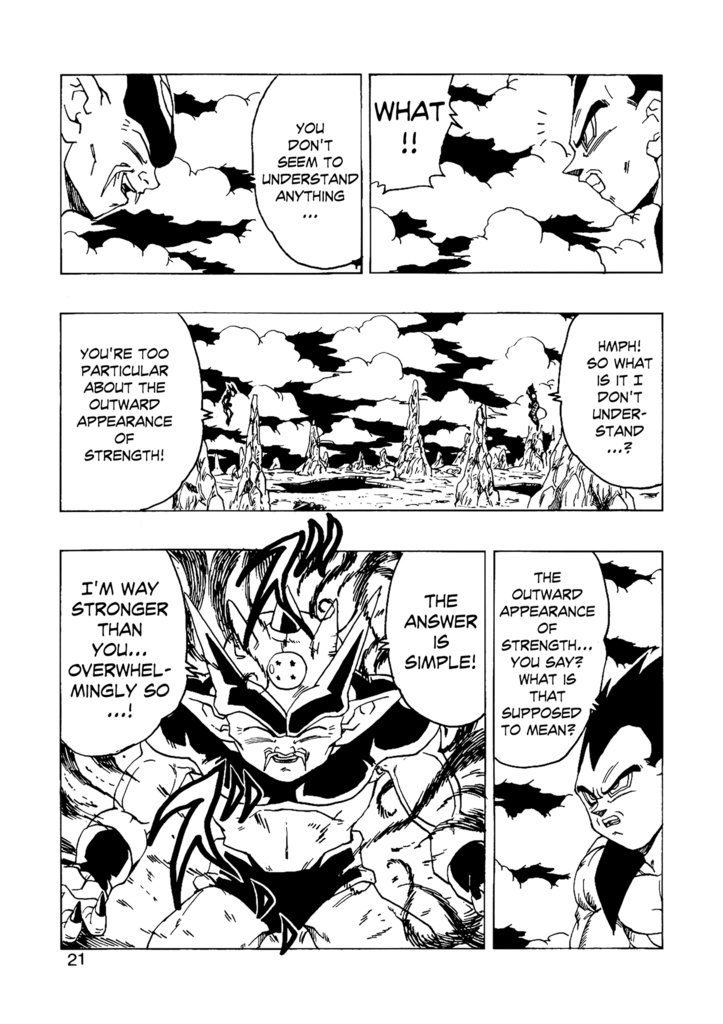 WHAT
!!
YOU
DON'T
SEEM TO
UNDERSTAND
ANYTHING
...
HMPH!
SO WHAT
IS IT I
DON'T
UNDER-
STAND
...?
YOU'RE TOO
PARTICULAR
ABOUT THE
OUTWARD
APPEARANCE
OF
STRENGTH!
THE
OUTWARD
APPEARANCE
OF
STRENGTH...
YOU SAY?
WHAT IS
THAT
SUPPOSED
TO MEAN?
THE
ANSWER
IS
SIMPLE!
I'M WAY
STRONGER
THAN
YOU...
OVERWHEL-
MINGLY SO
...!
21